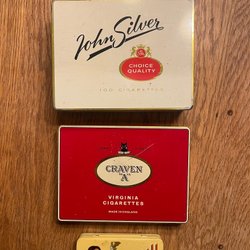 John Silver
CHOICE
QUALITY
100 CIGARETTES
CRAVEN
"A"
VIRGINIA
CIGARETTES
MADE IN ENGLAND